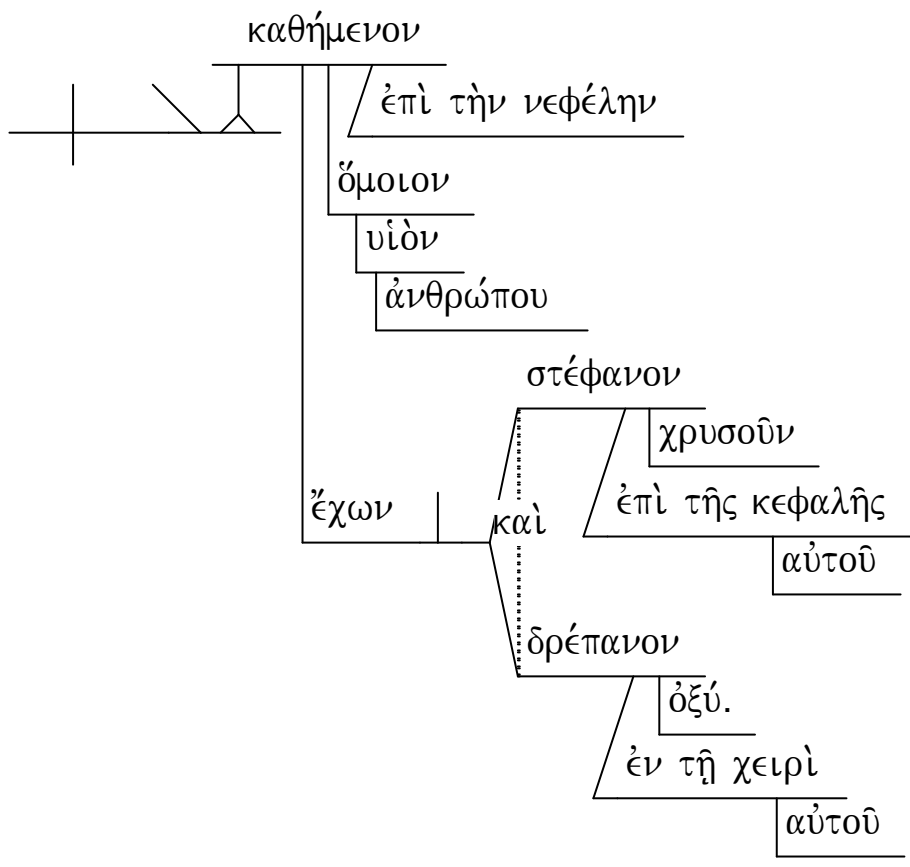 καθήμενον
ἐπὶ τὴν νεφέλην
ὅμοιον
υἱὸν
ἀνθρώπου
στέφανον
χρυσοῦν
ἔχων
καὶ
ἐπὶ τῆς κεφαλῆς
αὐτοῦ
δρέπανον
ὀξύ.
ἐν τῇ χειρὶ
αὐτοῦ